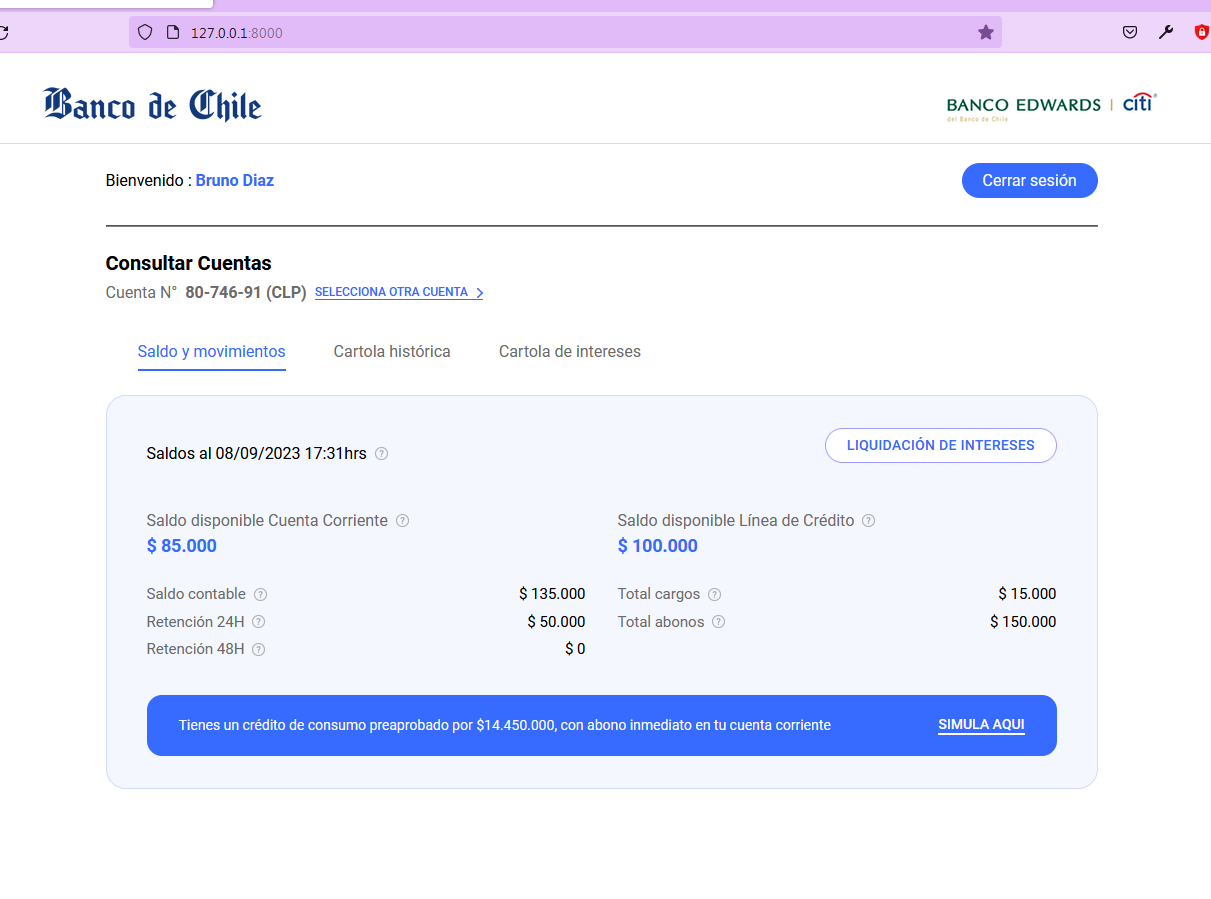 127.0.0.1:8000
Banco de Chile
BANCO EDWARDS | citi
del Banco de Chile
Bienvenido : Bruno Diaz
Cerrar sesión
Consultar Cuentas
Cuenta N° 80-746-91 (CLP) SELECCIONA OTRA CUENTA >
Saldo y movimientos Cartola histórica Cartola de intereses
Saldos al 08/09/2023 17:31hrs ?
LIQUIDACIÓN DE INTERESES
Saldo disponible Cuenta Corriente ?
$ 85.000
Saldo contable ? $ 135.000
Retención 24H ? $ 50.000
Retención 48H ? $ 0
Saldo disponible Línea de Crédito ?
$ 100.000
Total cargos ? $ 15.000
Total abonos ? $ 150.000
Tienes un crédito de consumo preaprobado por $14.450.000, con abono inmediato en tu cuenta corriente
SIMULA AQUI